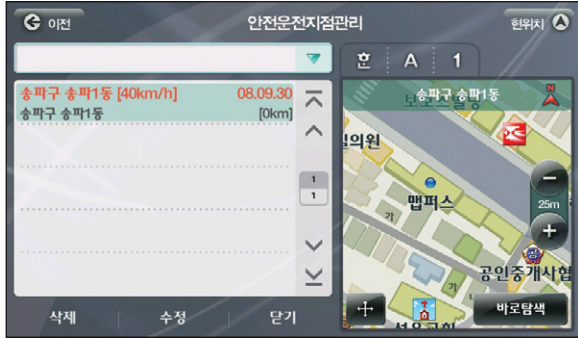 이전
안전운전지점관리
현위치
훈 A 1
송파구 송파1동 [40km/h] 08.09.30
송파구 송파1동 [0km]
1
1
송파구 송파1동
N
의원
맵퍼스
가
25m
공인중개사협
가
바로탐색
삭제 수정 닫기